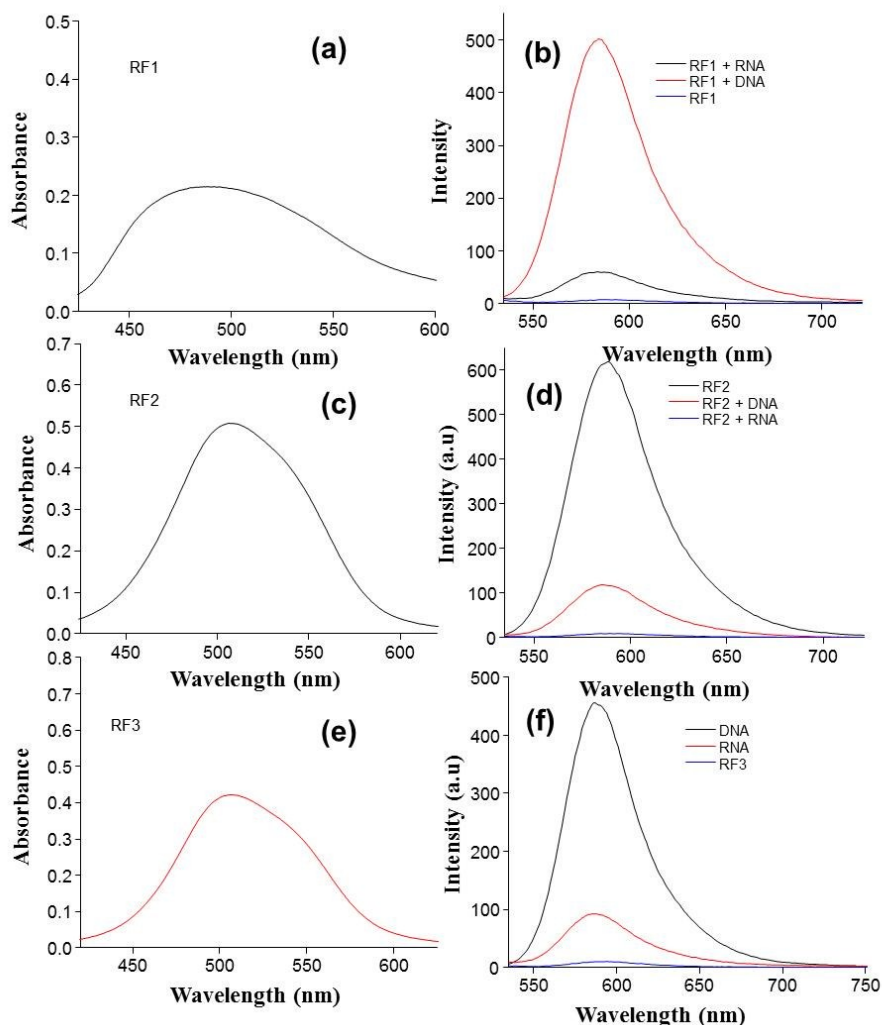 (a)
RF1
Absorbance
0.5
0.4
0.3
0.2
0.1
0.0
450 500 550 600
Wavelength (nm)
(b)
RF1 + RNA
RF1 + DNA
RF1
Intensity
500
400
300
200
100
0
550 600 650 700
Wavelength (nm)
(c)
RF2
Absorbance
0.7
0.6
0.5
0.4
0.3
0.2
0.1
0.0
450 500 550 600
Wavelength (nm)
(d)
RF2
RF2 + DNA
RF2 + RNA
Intensity (a.u)
600
500
400
300
200
100
0
550 600 650 700
Wavelength (nm)
(e)
RF3
Absorbance
0.8
0.7
0.6
0.5
0.4
0.3
0.2
0.1
0.0
450 500 550 600
Wavelength (nm)
(f)
DNA
RNA
RF3
Intensity (a.u)
500
400
300
200
100
0
550 600 650 700 750
Wavelength (nm)